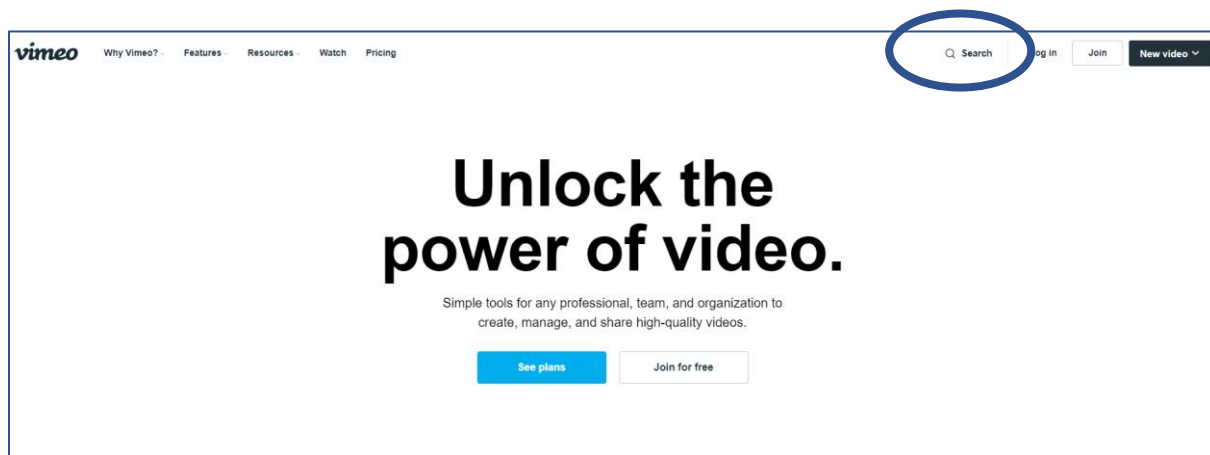 vimeo Why Vimeo? Features Resources Watch Pricing Search og in Join New video
Unlock the
power of video.
Simple tools for any professional, team, and organization to
create, manage, and share high-quality videos.
See plans Join for free